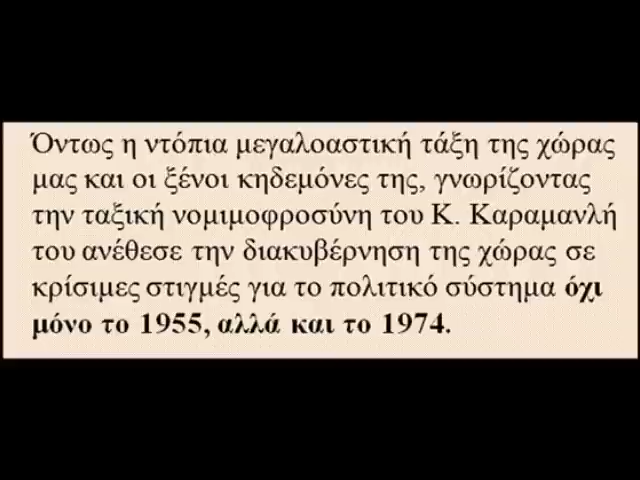 Όντως η ντόπια μεγαλοαστική τάξη της χώρας
μας και οι ξένοι κηδεμόνες της, γνωρίζοντας
την ταξική νομιμοφροσύνη του Κ. Καραμανλή
του ανέθεσε την διακυβέρνηση της χώρας σε
κρίσιμες στιγμές για το πολιτικό σύστημα όχι
μόνο το 1955, αλλά και το 1974.